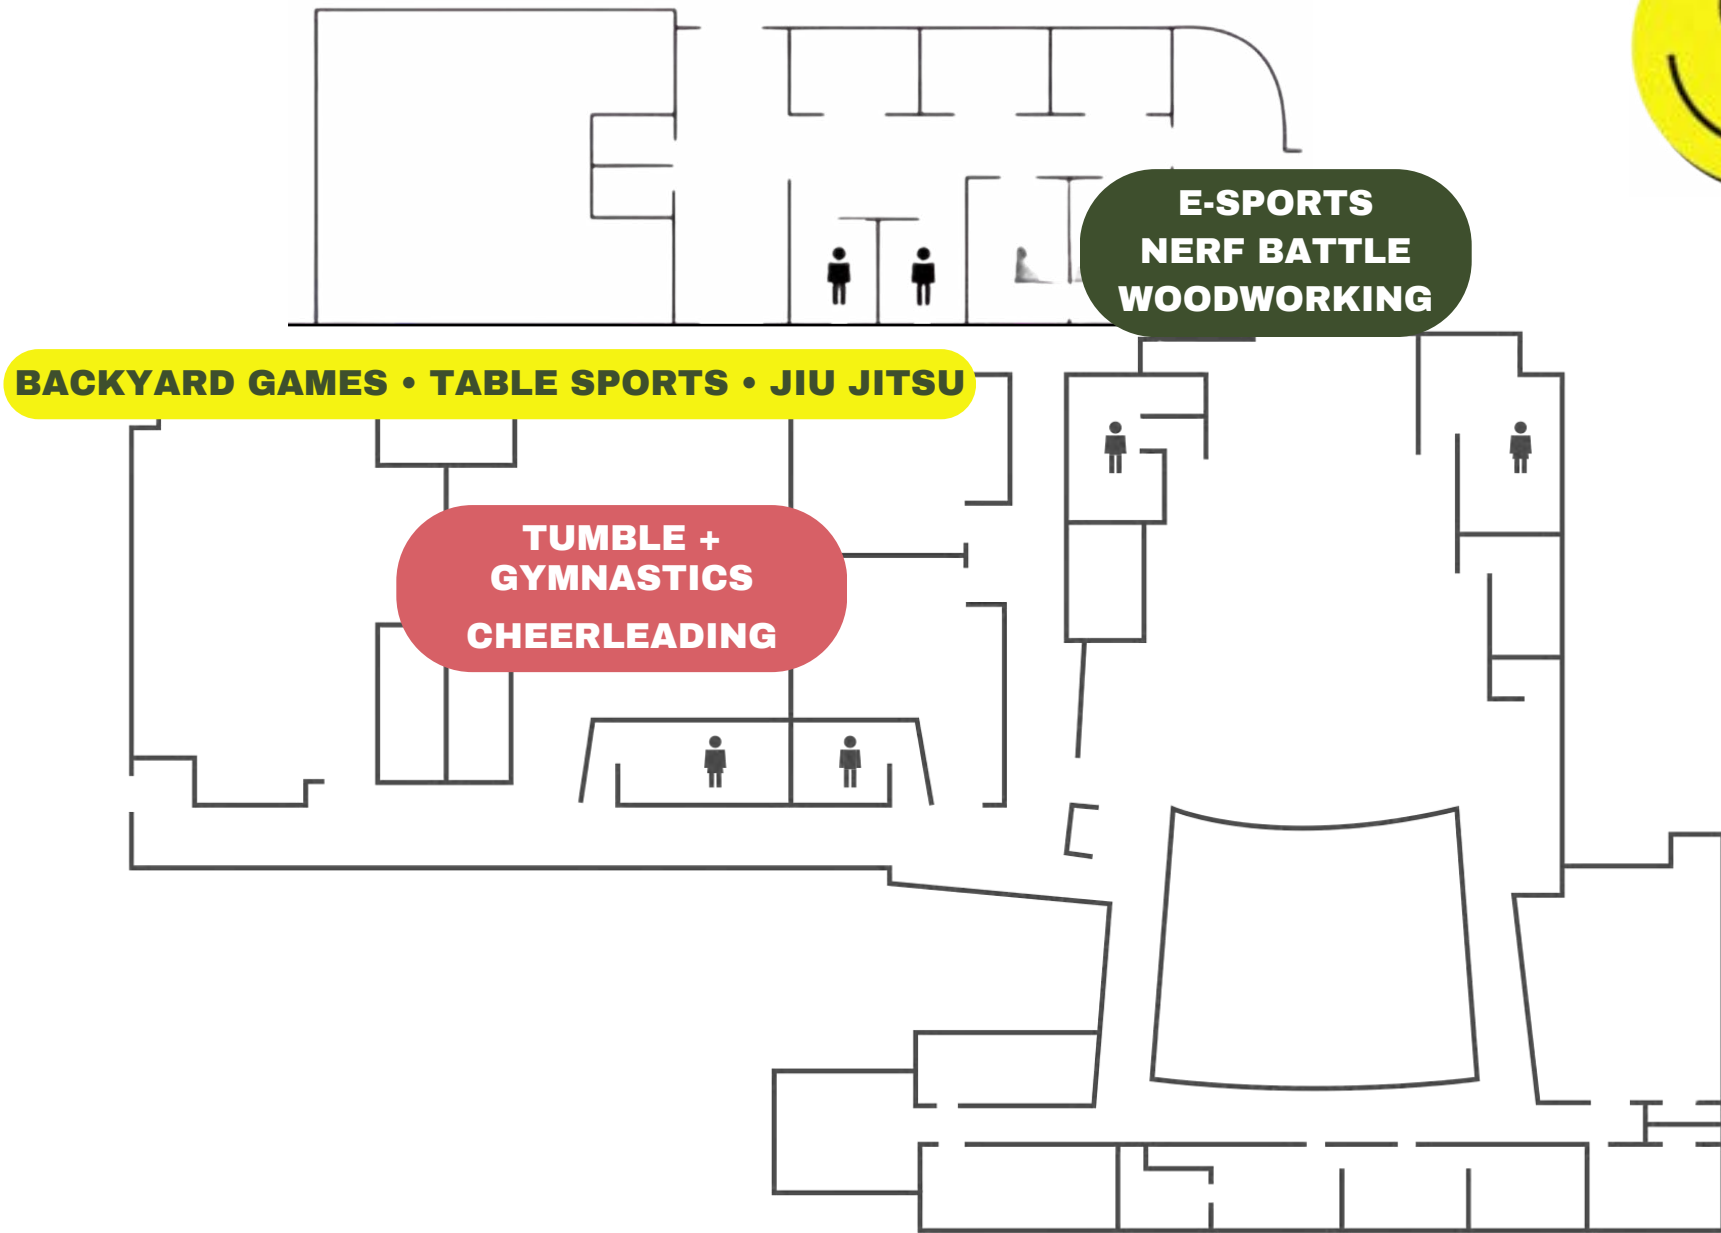 E-SPORTS
NERF BATTLE
WOODWORKING
BACKYARD GAMES • TABLE SPORTS • JIU JITSU
TUMBLE +
GYMNASTICS
CHEERLEADING